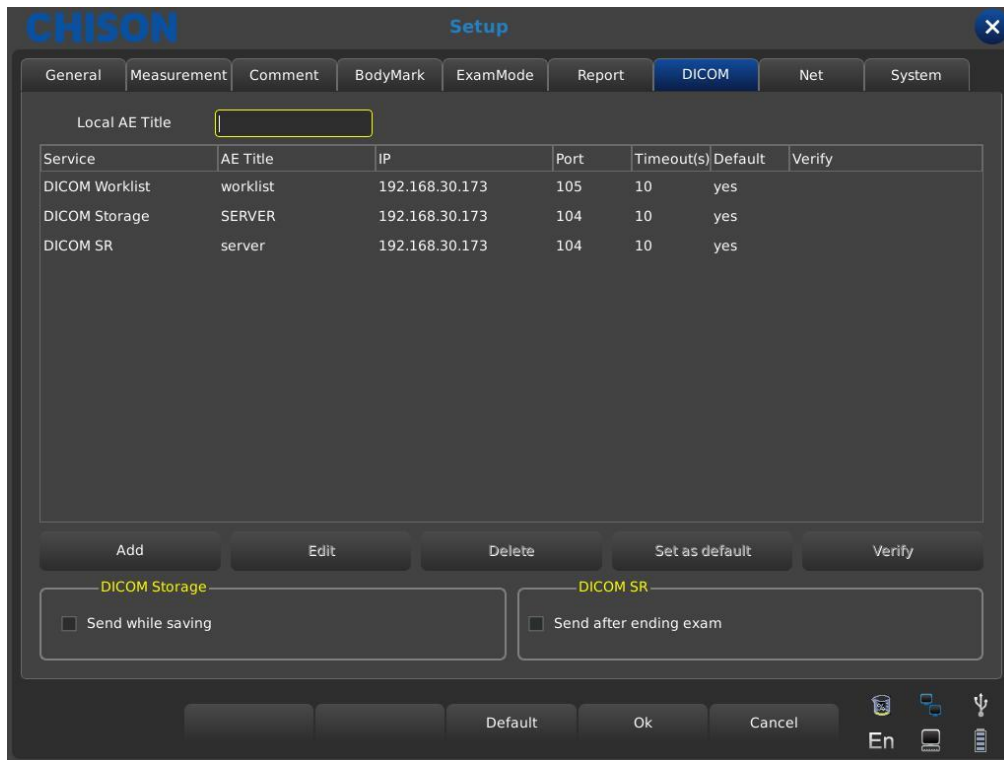 CHISON Setup
General Measurement Comment BodyMark ExamMode Report DICOM Net System
Local AE Title
Service AE Title IP Port Timeout(s) Default Verify
DICOM Worklist worklist 192.168.30.173 105 10 yes
DICOM Storage SERVER 192.168.30.173 104 10 yes
DICOM SR server 192.168.30.173 104 10 yes
Add Edit Delete Set as default Verify
DICOM Storage DICOM SR
Send while saving Send after ending exam
Default Ok Cancel
En